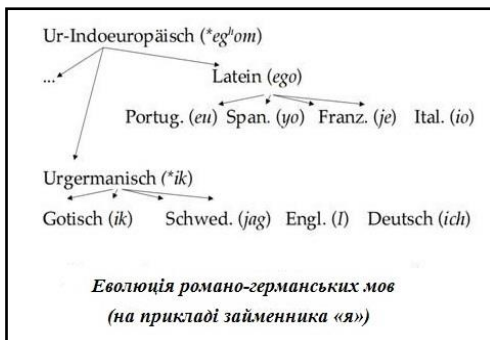 Ur-Indoeuropäisch (*egʰom)
... Latein (ego)
Portug. (eu) Span. (yo) Franz. (je) Ital. (io)
Urgermanisch (*ik)
Gotisch (ik) Schwed. (jag) Engl. (I) Deutsch (ich)
Еволюція романо-германських мов
(на прикладі займенника «я»)